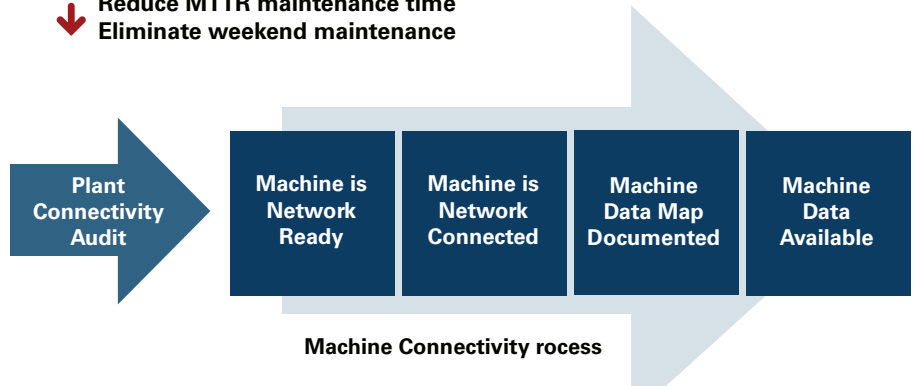 Reduce MTTR maintenance time
Eliminate weekend maintenance
Plant
Connectivity
Audit
Machine is
Network
Ready
Machine is
Network
Connected
Machine
Data Map
Documented
Machine
Data
Available
Machine Connectivity rocess